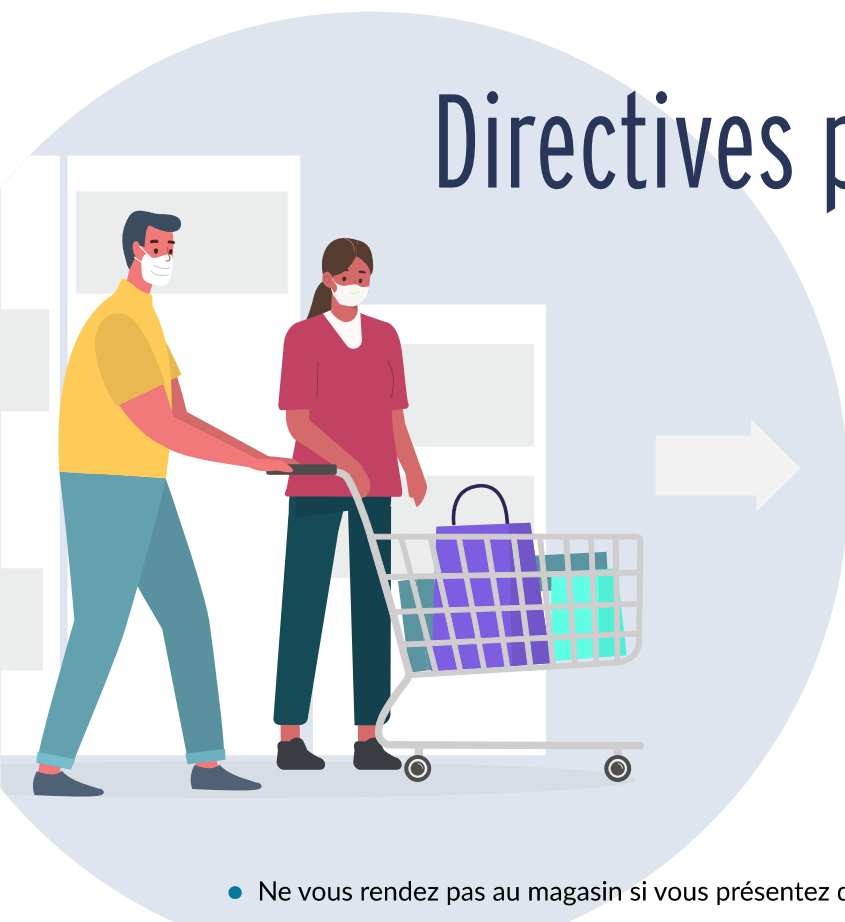 Directives p
• Ne vous rendez pas au magasin si vous présentez